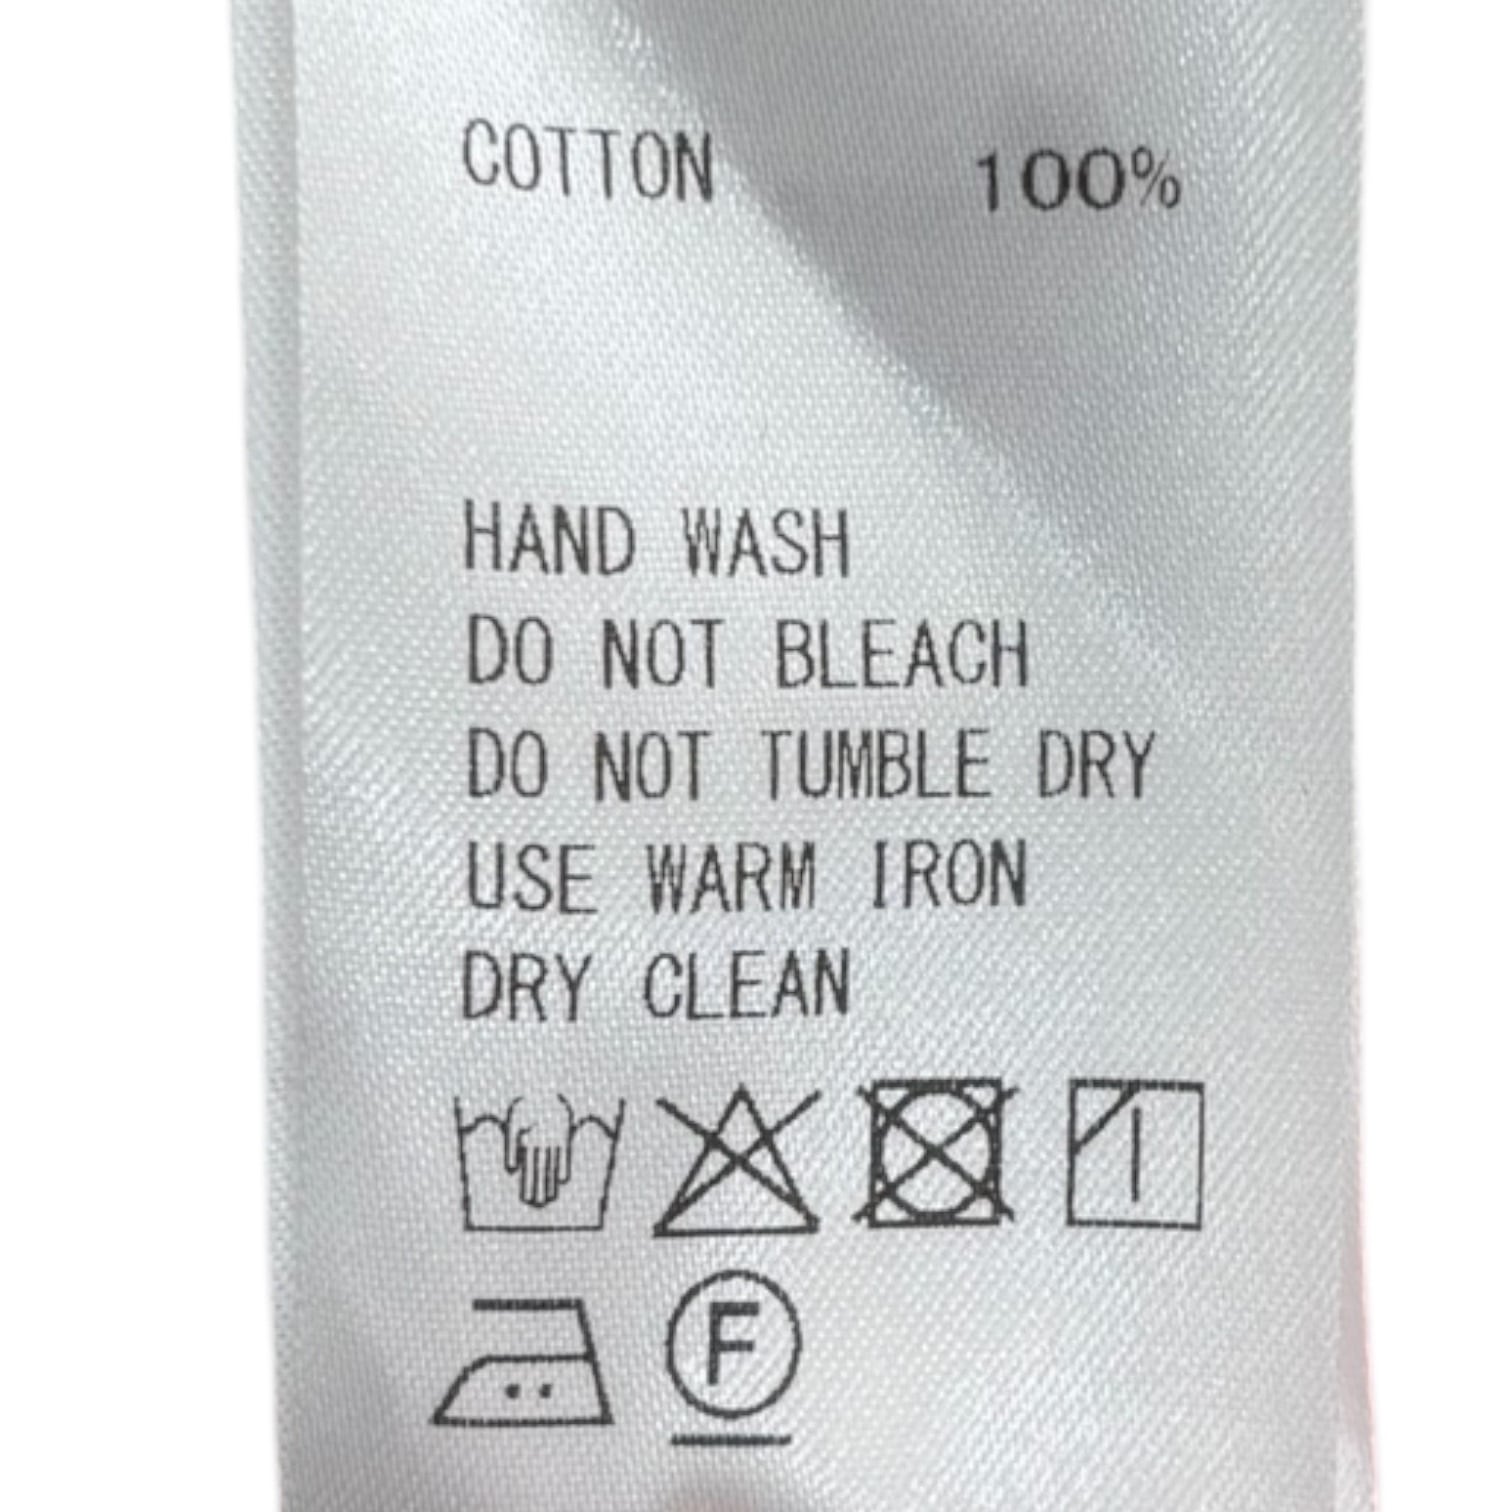 COTTON 100%
HAND WASH
DO NOT BLEACH
DO NOT TUMBLE DRY
USE WARM IRON
DRY CLEAN
F